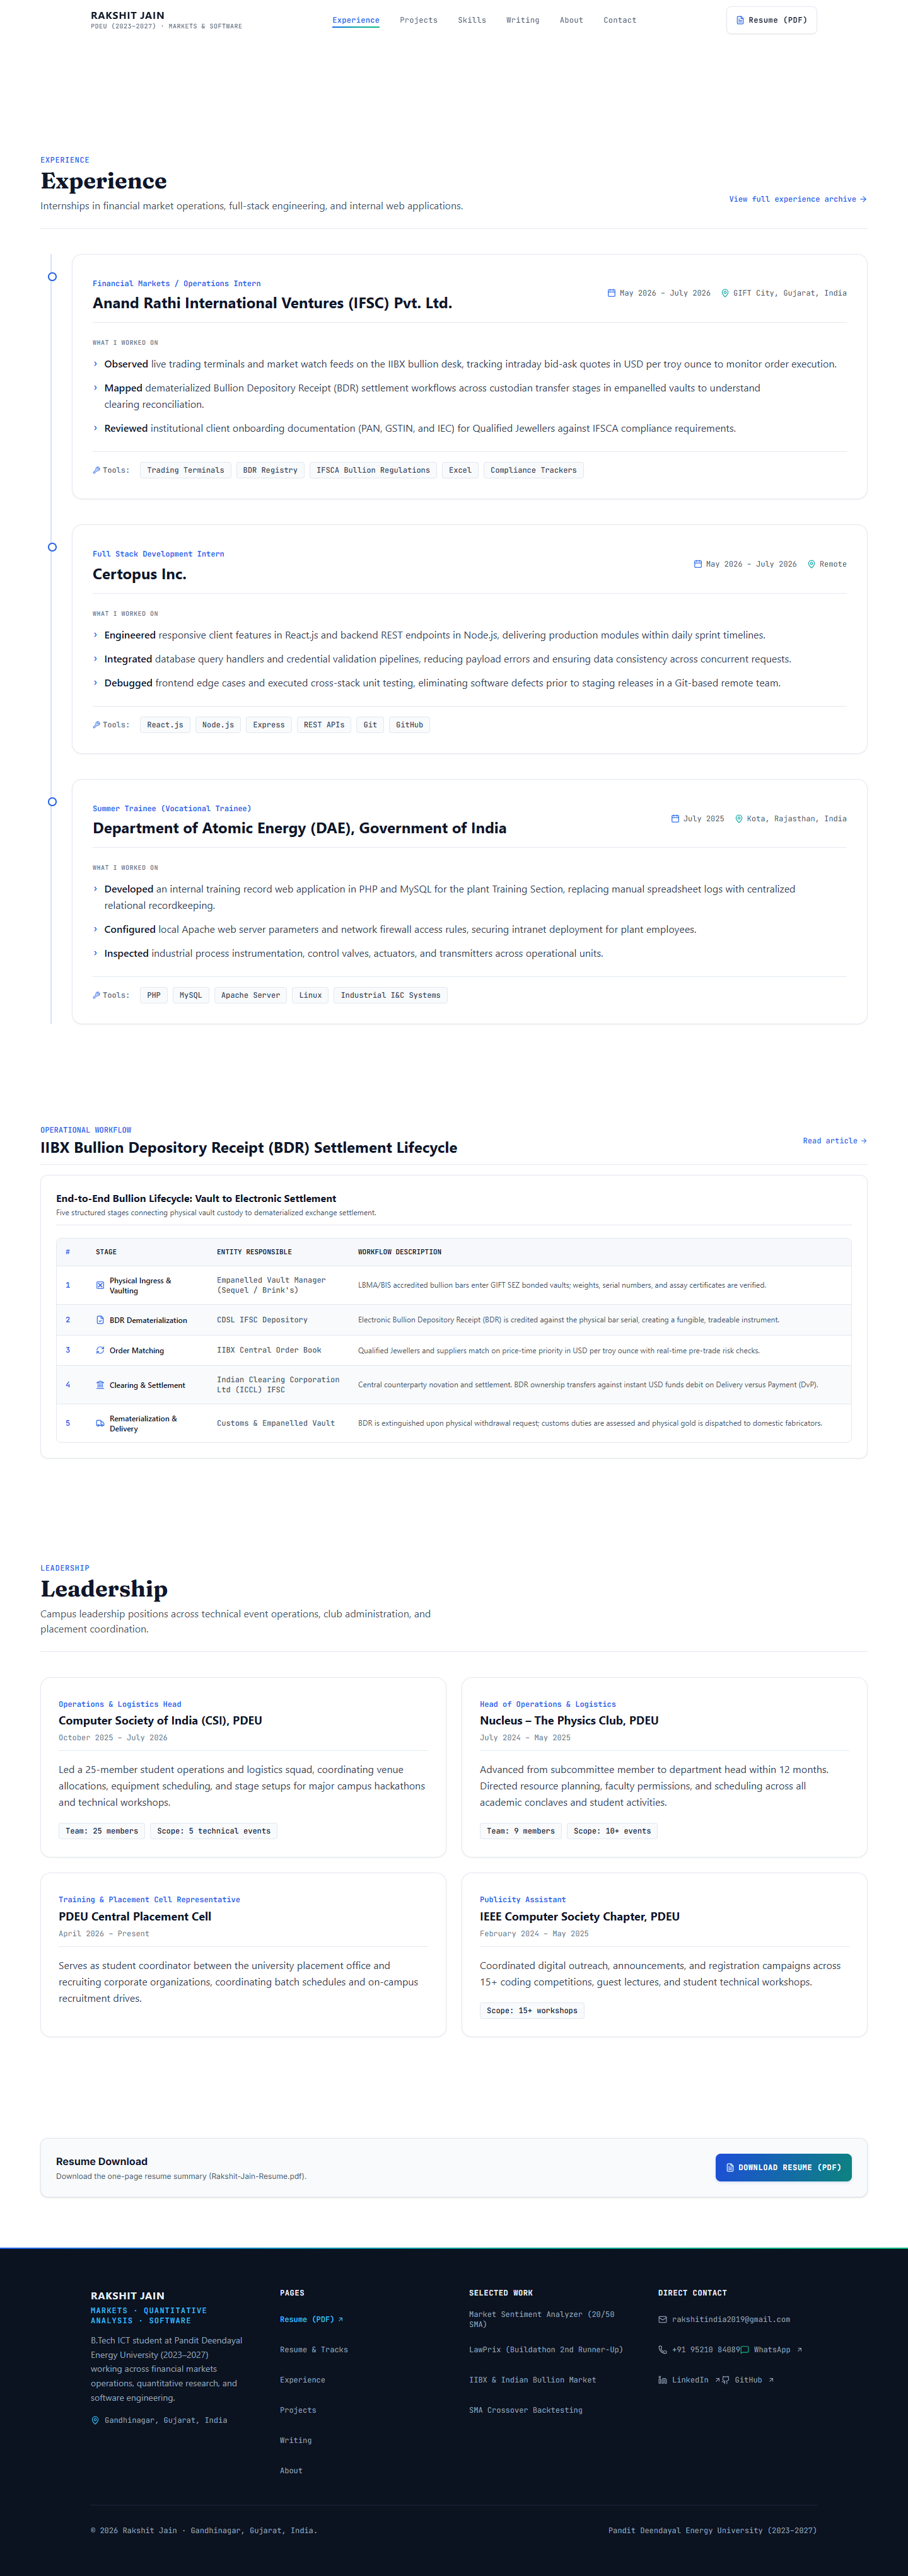 RAKSHIT JAIN
PDEU (2023–2027) · MARKETS & SOFTWARE
Experience
Projects
Skills
Writing
About
Contact
Resume (PDF)
EXPERIENCE
Experience
Internships in financial market operations, full-stack engineering, and internal web applications.
View full experience archive →
Financial Markets / Operations Intern
Anand Rathi International Ventures (IFSC) Pvt. Ltd.
May 2026 – July 2026
GIFT City, Gujarat, India
WHAT I WORKED ON
› Observed live trading terminals and market watch feeds on the IIBX bullion desk, tracking intraday bid-ask quotes in USD per troy ounce to monitor order execution.
› Mapped dematerialized Bullion Depository Receipt (BDR) settlement workflows across custodian transfer stages in empanelled vaults to understand
clearing reconciliation.
› Reviewed institutional client onboarding documentation (PAN, GSTIN, and IEC) for Qualified Jewellers against IFSCA compliance requirements.
Tools:
Trading Terminals
BDR Registry
IFSCA Bullion Regulations
Excel
Compliance Trackers
Full Stack Development Intern
Certopus Inc.
May 2026 – July 2026
Remote
WHAT I WORKED ON
› Engineered responsive client features in React.js and backend REST endpoints in Node.js, delivering production modules within daily sprint timelines.
› Integrated database query handlers and credential validation pipelines, reducing payload errors and ensuring data consistency across concurrent requests.
› Debugged frontend edge cases and executed cross-stack unit testing, eliminating software defects prior to staging releases in a Git-based remote team.
Tools:
React.js
Node.js
Express
REST APIs
Git
GitHub
Summer Trainee (Vocational Trainee)
Department of Atomic Energy (DAE), Government of India
July 2025
Kota, Rajasthan, India
WHAT I WORKED ON
› Developed an internal training record web application in PHP and MySQL for the plant Training Section, replacing manual spreadsheet logs with centralized
relational recordkeeping.
› Configured local Apache web server parameters and network firewall access rules, securing intranet deployment for plant employees.
› Inspected industrial process instrumentation, control valves, actuators, and transmitters across operational units.
Tools:
PHP
MySQL
Apache Server
Linux
Industrial I&C Systems
OPERATIONAL WORKFLOW
IIBX Bullion Depository Receipt (BDR) Settlement Lifecycle
Read article →
End-to-End Bullion Lifecycle: Vault to Electronic Settlement
Five structured stages connecting physical vault custody to dematerialized exchange settlement.
# STAGE ENTITY RESPONSIBLE WORKFLOW DESCRIPTION
1
Physical Ingress &
Vaulting
Empanelled Vault Manager
(Sequel / Brink's)
LBMA/BIS accredited bullion bars enter GIFT SEZ bonded vaults; weights, serial numbers, and assay certificates are verified.
2
BDR Dematerialization
CDSL IFSC Depository
Electronic Bullion Depository Receipt (BDR) is credited against the physical bar serial, creating a fungible, tradeable instrument.
3
Order Matching
IIBX Central Order Book
Qualified Jewellers and suppliers match on price-time priority in USD per troy ounce with real-time pre-trade risk checks.
4
Clearing & Settlement
Indian Clearing Corporation
Ltd (ICCL) IFSC
Central counterparty novation and settlement. BDR ownership transfers against instant USD funds debit on Delivery versus Payment (DvP).
5
Rematerialization &
Delivery
Customs & Empanelled Vault
BDR is extinguished upon physical withdrawal request; customs duties are assessed and physical gold is dispatched to domestic fabricators.
LEADERSHIP
Leadership
Campus leadership positions across technical event operations, club administration, and
placement coordination.
Operations & Logistics Head
Computer Society of India (CSI), PDEU
October 2025 – July 2026
Led a 25-member student operations and logistics squad, coordinating venue
allocations, equipment scheduling, and stage setups for major campus hackathons
and technical workshops.
Team: 25 members
Scope: 5 technical events
Head of Operations & Logistics
Nucleus – The Physics Club, PDEU
July 2024 – May 2025
Advanced from subcommittee member to department head within 12 months.
Directed resource planning, faculty permissions, and scheduling across all
academic conclaves and student activities.
Team: 9 members
Scope: 10+ events
Training & Placement Cell Representative
PDEU Central Placement Cell
April 2026 – Present
Serves as student coordinator between the university placement office and
recruiting corporate organizations, coordinating batch schedules and on-campus
recruitment drives.
Publicity Assistant
IEEE Computer Society Chapter, PDEU
February 2024 – May 2025
Coordinated digital outreach, announcements, and registration campaigns across
15+ coding competitions, guest lectures, and student technical workshops.
Scope: 15+ workshops
Resume Download
Download the one-page resume summary (Rakshit-Jain-Resume.pdf).
DOWNLOAD RESUME (PDF)
RAKSHIT JAIN
MARKETS · QUANTITATIVE
ANALYSIS · SOFTWARE
B.Tech ICT student at Pandit Deendayal
Energy University (2023–2027)
working across financial markets
operations, quantitative research, and
software engineering.
Gandhinagar, Gujarat, India
PAGES
Resume (PDF) ↗
Resume & Tracks
Experience
Projects
Writing
About
SELECTED WORK
Market Sentiment Analyzer (20/50
SMA)
LawPrix (Buildathon 2nd Runner-Up)
IIBX & Indian Bullion Market
SMA Crossover Backtesting
DIRECT CONTACT
rakshitindia2019@gmail.com
+91 95210 84089
WhatsApp ↗
LinkedIn ↗
GitHub ↗
© 2026 Rakshit Jain · Gandhinagar, Gujarat, India.
Pandit Deendayal Energy University (2023–2027)